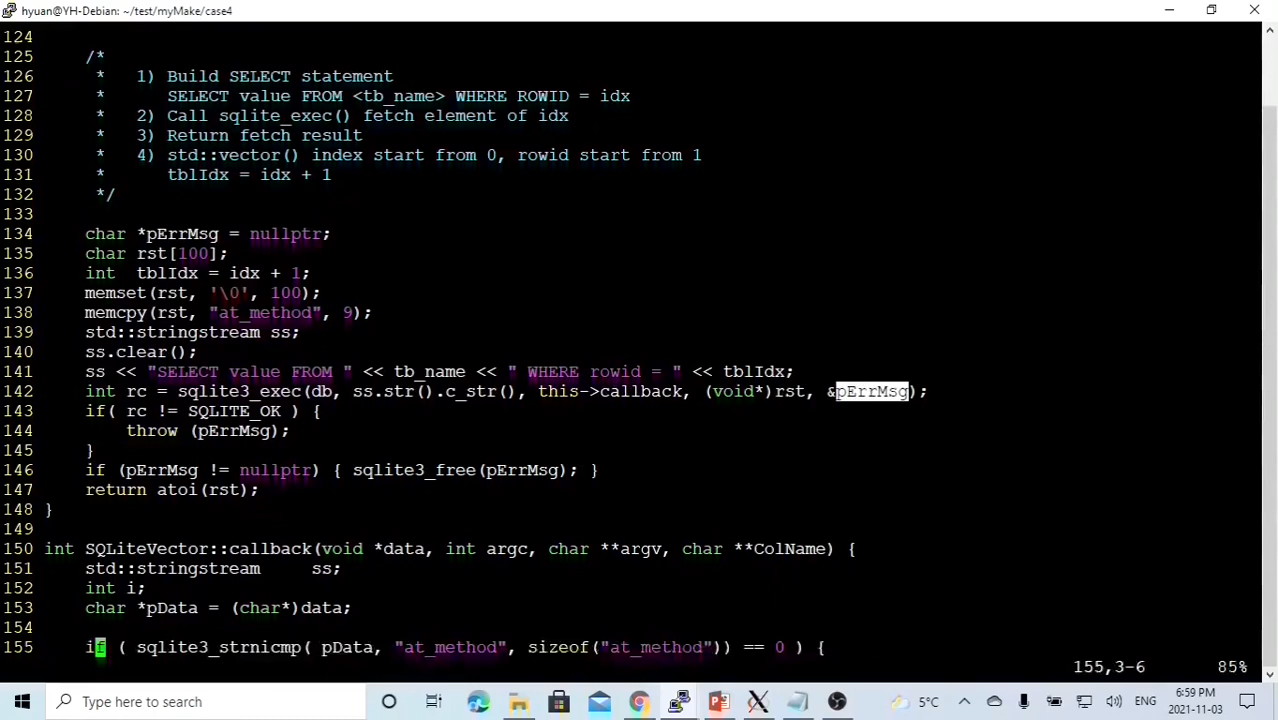 hyuan@YH-Debian: ~/test/myMake/case4
124
125     /*
126      *   1) Build SELECT statement
127      *      SELECT value FROM <tb_name> WHERE ROWID = idx
128      *   2) Call sqlite_exec() fetch element of idx
129      *   3) Return fetch result
130      *   4) std::vector() index start from 0, rowid start from 1
131      *      tblIdx = idx + 1
132      */
133
134     char *pErrMsg = nullptr;
135     char rst[100];
136     int  tblIdx = idx + 1;
137     memset(rst, '\0', 100);
138     memcpy(rst, "at_method", 9);
139     std::stringstream ss;
140     ss.clear();
141     ss << "SELECT value FROM " << tb_name << " WHERE rowid = " << tblIdx;
142     int rc = sqlite3_exec(db, ss.str().c_str(), this->callback, (void*)rst, &pErrMsg);
143     if( rc != SQLITE_OK ) {
144         throw (pErrMsg);
145     }
146     if (pErrMsg != nullptr) { sqlite3_free(pErrMsg); }
147     return atoi(rst);
148 }
149
150 int SQLiteVector::callback(void *data, int argc, char **argv, char **ColName) {
151     std::stringstream     ss;
152     int i;
153     char *pData = (char*)data;
154
155     if ( sqlite3_strnicmp( pData, "at_method", sizeof("at_method")) == 0 ) {
155,3-6          85%
Type here to search
5°C
ENG
6:59 PM
2021-11-03